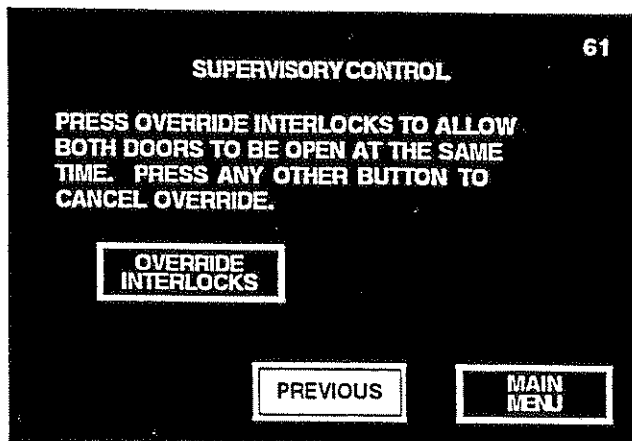 61
SUPERVISORY CONTROL
PRESS OVERRIDE INTERLOCKS TO ALLOW
BOTH DOORS TO BE OPEN AT THE SAME
TIME. PRESS ANY OTHER BUTTON TO
CANCEL OVERRIDE.
OVERRIDE
INTERLOCKS
PREVIOUS
MAIN
MENU